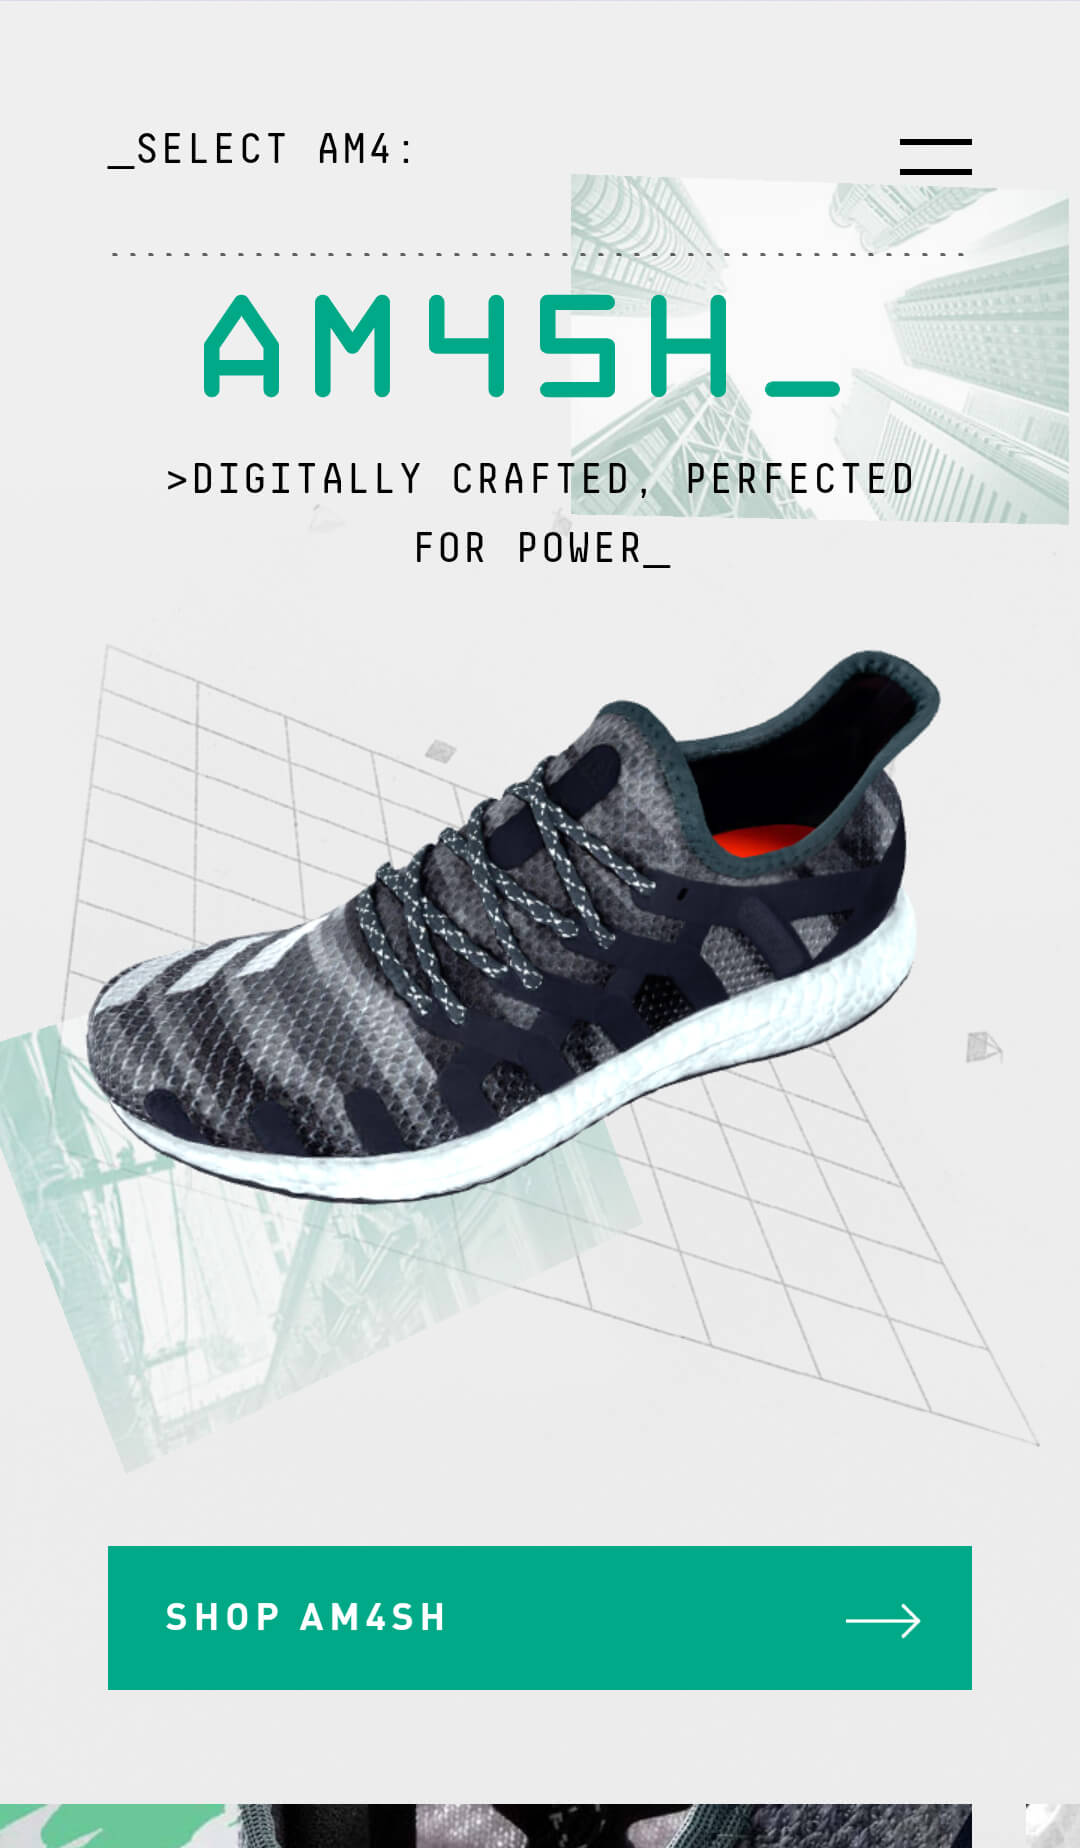 _SELECT AM4:
AM4SH_
>DIGITALLY CRAFTED, PERFECTED
FOR POWER_
SHOP AM4SH